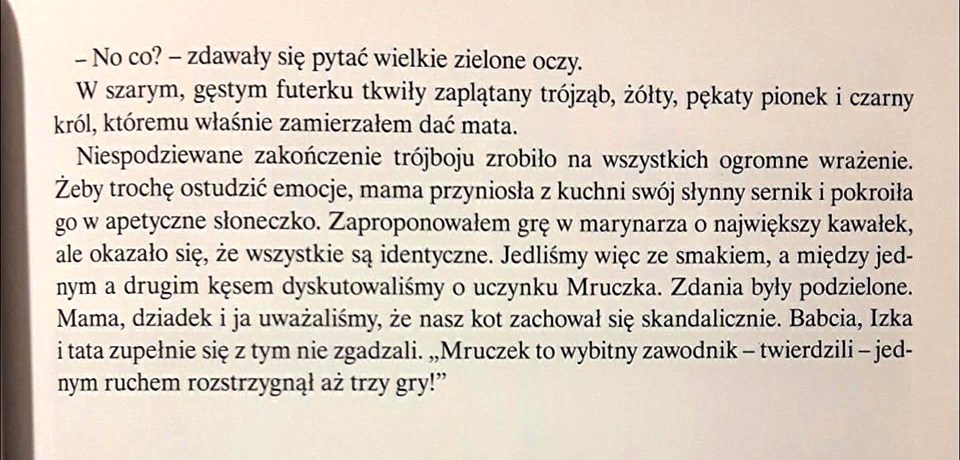 – No co? – zdawały się pytać wielkie zielone oczy.
W szarym, gęstym futerku tkwiły zaplątany trójząb, żółty, pękaty pionek i czarny
król, któremu właśnie zamierzałem dać mata.
Niespodziewane zakończenie trójboju zrobiło na wszystkich ogromne wrażenie.
Żeby trochę ostudzić emocje, mama przyniosła z kuchni swój słynny sernik i pokroiła
go w apetyczne słoneczko. Zaproponowałem grę w marynarza o największy kawałek,
ale okazało się, że wszystkie są identyczne. Jedliśmy więc ze smakiem, a między jed-
nym a drugim kęsem dyskutowaliśmy o uczynku Mruczka. Zdania były podzielone.
Mama, dziadek i ja uważaliśmy, że nasz kot zachował się skandalicznie. Babcia, Izka
i tata zupełnie się z tym nie zgadzali. „Mruczek to wybitny zawodnik – twierdzili – jed-
nym ruchem rozstrzygnął aż trzy gry!”